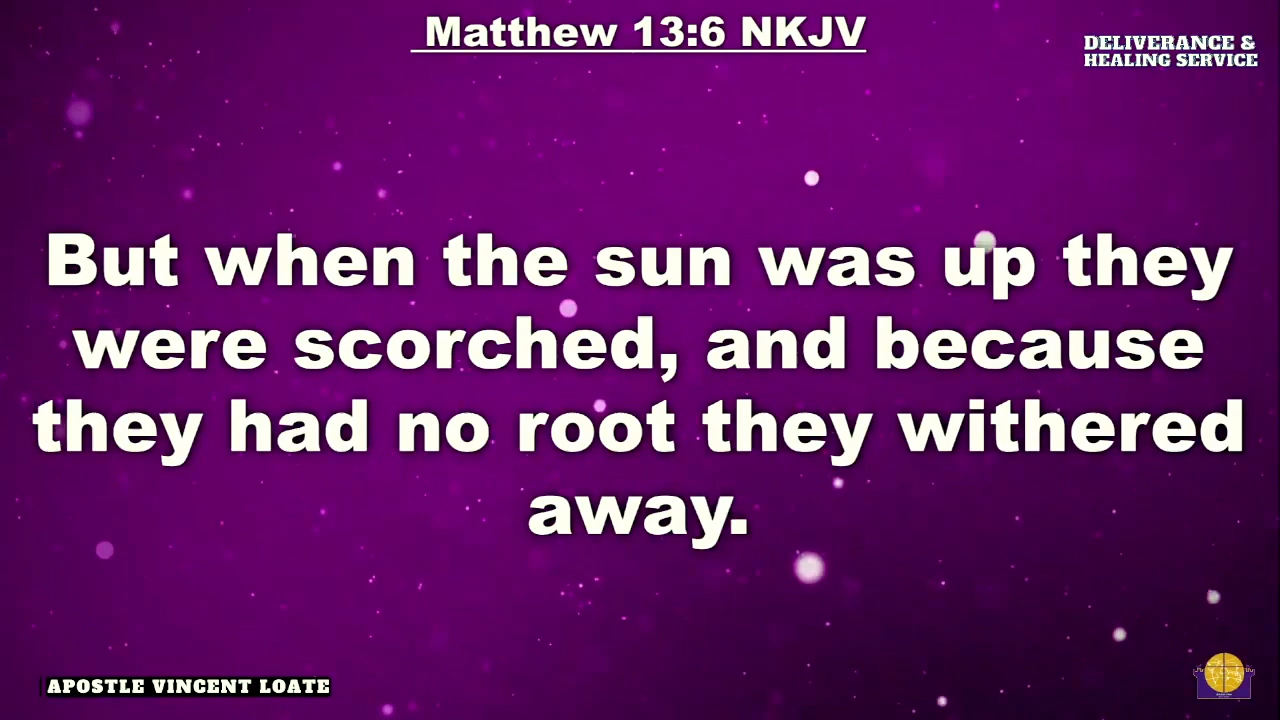 Matthew 13:6 NKJV
DELIVERANCE &
HEALING SERVICE
But when the sun was up they
were scorched, and because
they had no root they withered
away.
APOSTLE VINCENT LOATE